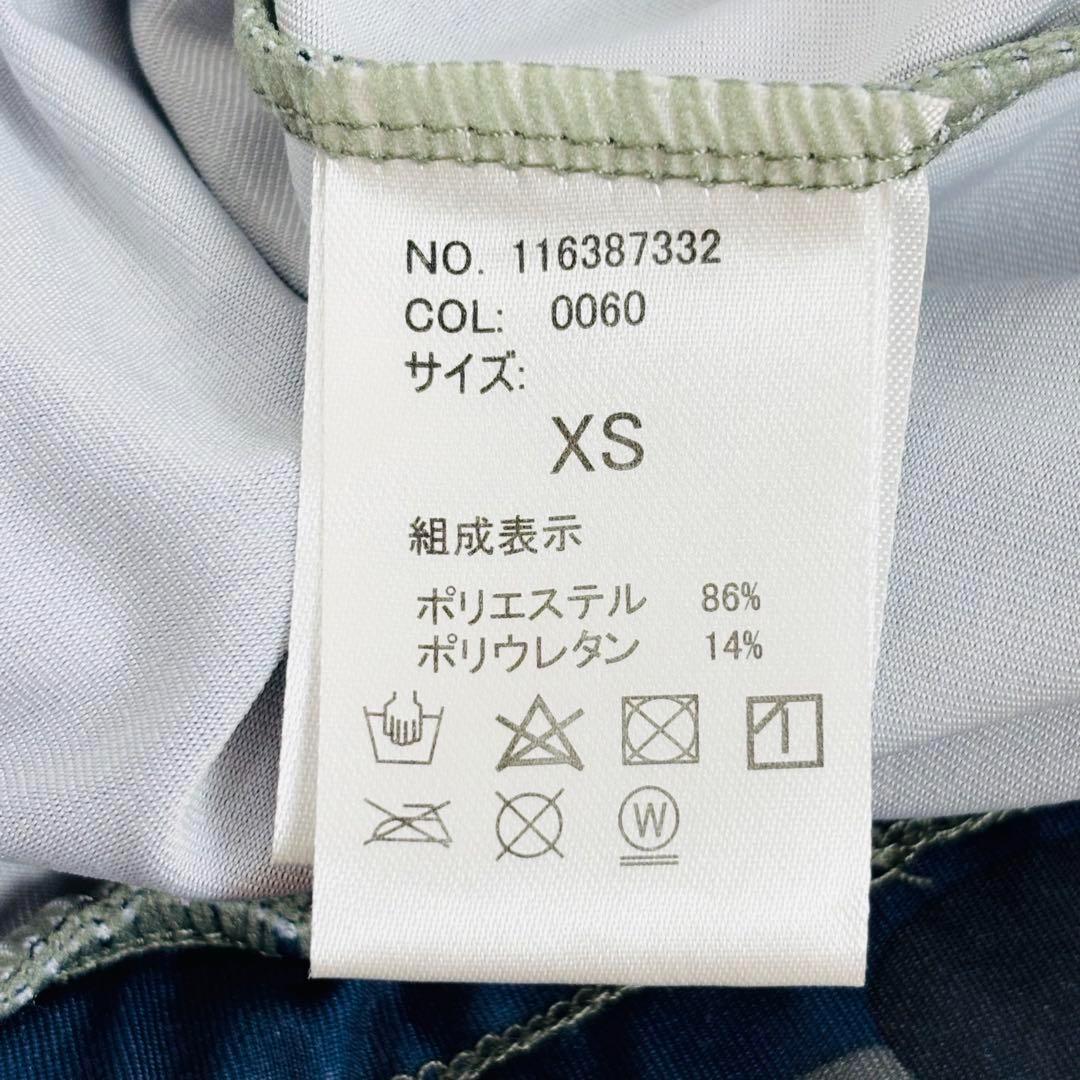 NO. 116387332
COL: 0060
サイズ:
XS
組成表示
ポリエステル 86%
ポリウレタン 14%
W